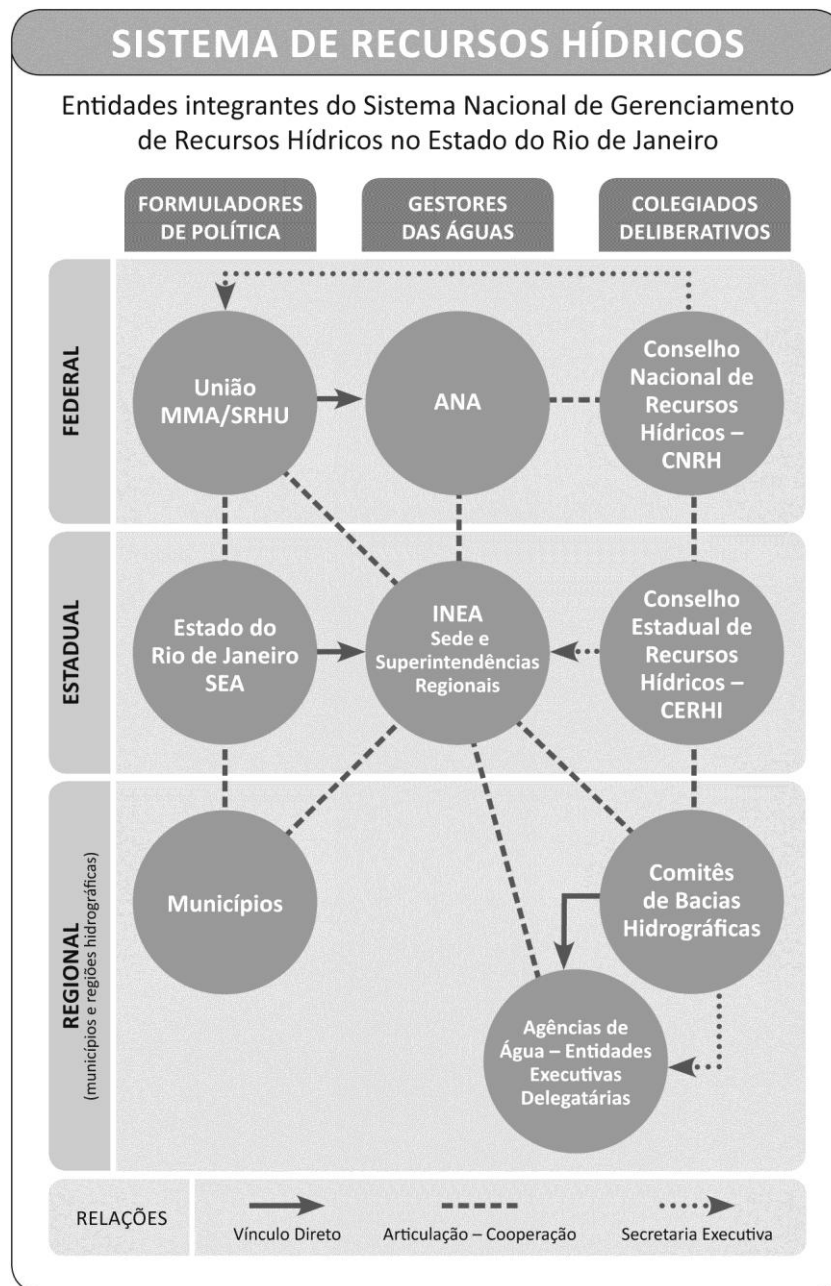 SISTEMA DE RECURSOS HÍDRICOS
Entidades integrantes do Sistema Nacional de Gerenciamento
de Recursos Hídricos no Estado do Rio de Janeiro
FORMULADORES
DE POLÍTICA
GESTORES
DAS ÁGUAS
COLEGIADOS
DELIBERATIVOS
FEDERAL
União
MMA/SRHU
ANA
Conselho
Nacional de
Recursos
Hídricos –
CNRH
ESTADUAL
Estado do
Rio de Janeiro
SEA
INEA
Sede e
Superintendências
Regionais
Conselho
Estadual de
Recursos
Hídricos –
CERHI
REGIONAL
(municípios e regiões hidrográficas)
Municípios
Comitês
de Bacias
Hidrográficas
Agências de
Água – Entidades
Executivas
Delegatárias
RELAÇÕES
Vínculo Direto
Articulação – Cooperação
Secretaria Executiva